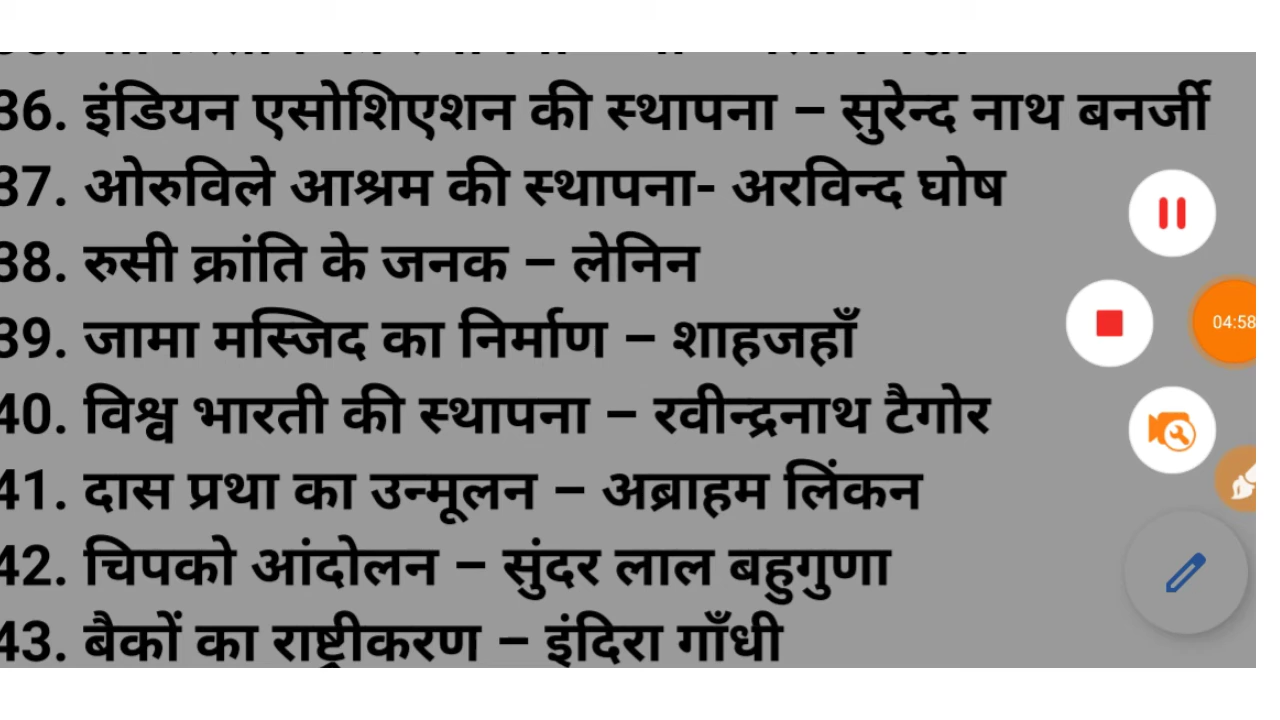 36. इंडियन एसोशिएशन की स्थापना – सुरेन्द नाथ बनर्जी
37. ओरुविले आश्रम की स्थापना- अरविन्द घोष
38. रुसी क्रांति के जनक – लेनिन
39. जामा मस्जिद का निर्माण – शाहजहाँ
04:58
40. विश्व भारती की स्थापना – रवीन्द्रनाथ टैगोर
41. दास प्रथा का उन्मूलन – अब्राहम लिंकन
42. चिपको आंदोलन – सुंदर लाल बहुगुणा
43. बैकों का राष्ट्रीकरण – इंदिरा गाँधी